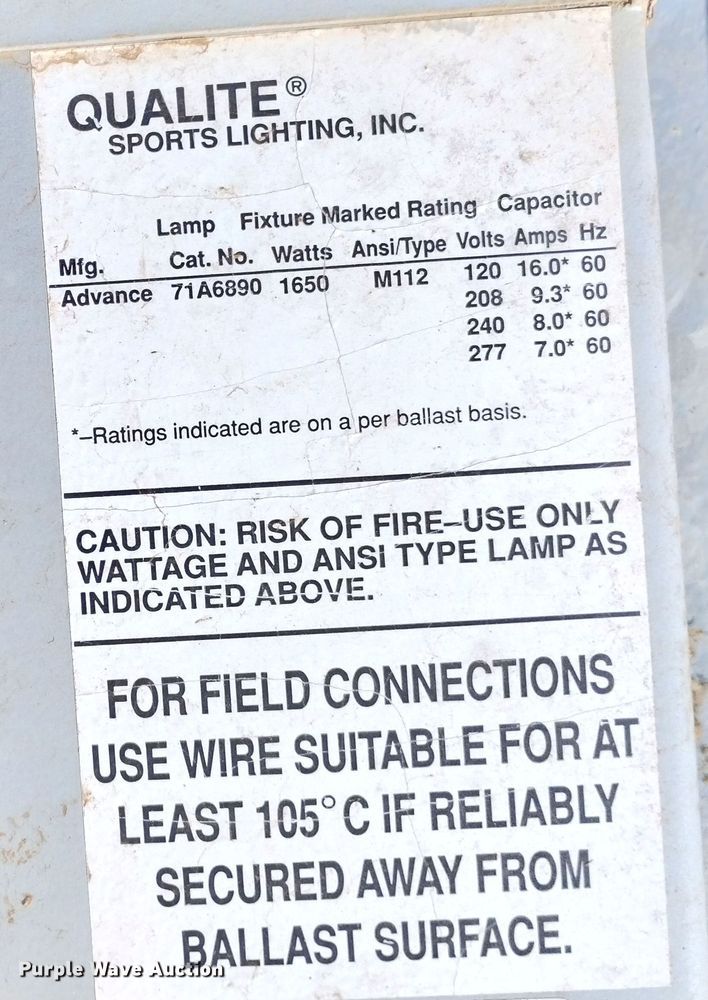 QUALITE®
SPORTS LIGHTING, INC.
Lamp Fixture Marked Rating Capacitor
Mfg. Cat. No. Watts Ansi/Type Volts Amps Hz
Advance 71A6890 1650 M112 120 16.0* 60
208 9.3* 60
240 8.0* 60
277 7.0* 60
*–Ratings indicated are on a per ballast basis.
CAUTION: RISK OF FIRE–USE ONLY
WATTAGE AND ANSI TYPE LAMP AS
INDICATED ABOVE.
FOR FIELD CONNECTIONS
USE WIRE SUITABLE FOR AT
LEAST 105°C IF RELIABLY
SECURED AWAY FROM
BALLAST SURFACE.
Purple Wave Auction